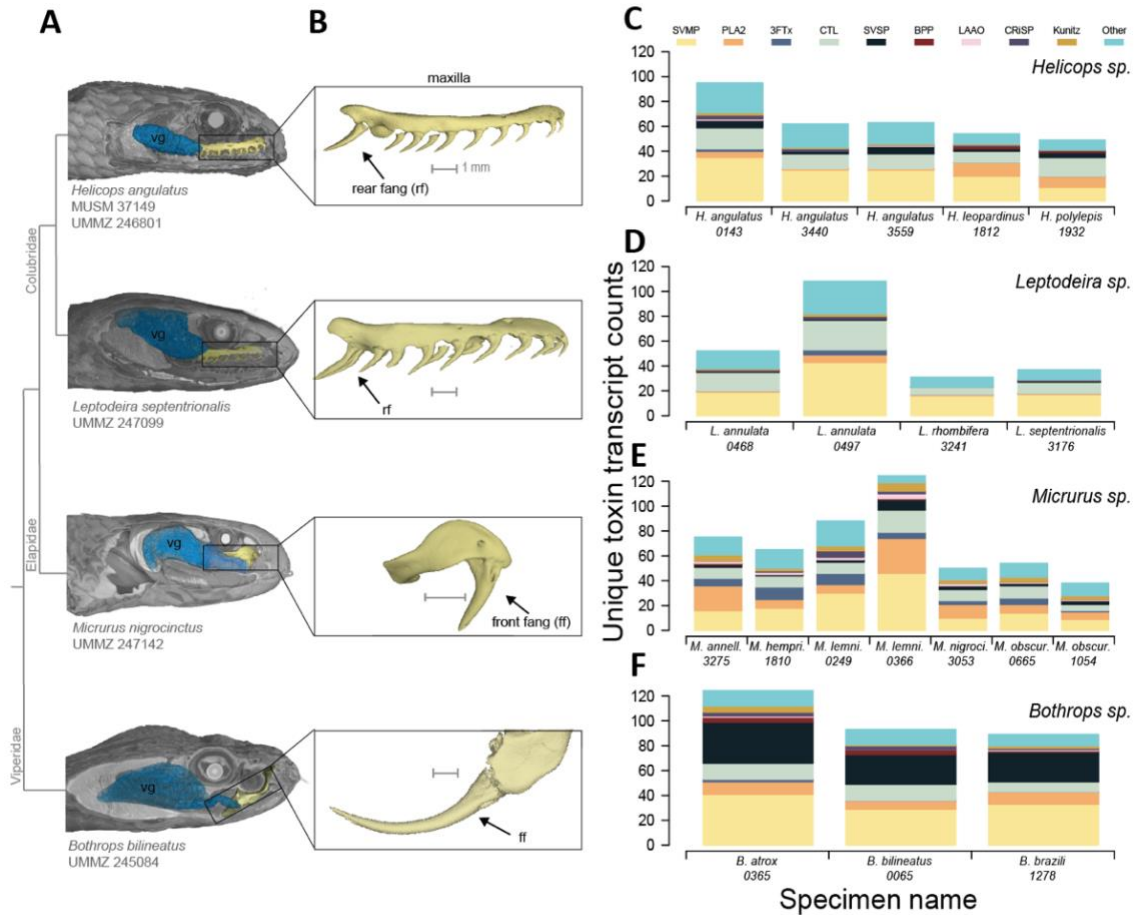 A
B
C
vg
Helicops angulatus
MUSM 37149
UMMZ 246801
vg
Leptodeira septentrionalis
UMMZ 247099
vg
Micrurus nigrocinctus
UMMZ 247142
vg
Bothrops bilineatus
UMMZ 245084
Colubridae
Elapidae
Viperidae
maxilla
1 mm
rear fang (rf)
rf
front fang (ff)
ff
Unique toxin transcript counts
SVMP PLA2 3FTx CTL SVSP BPP LAAO CRiSP Kunitz Other
Helicops sp.
120
100
80
60
40
20
0
H. angulatus H. angulatus H. angulatus H. leopardinus H. polylepis
0143 3440 3559 1812 1932
D
Leptodeira sp.
120
100
80
60
40
20
0
L. annulata L. annulata L. rhombifera L. septentrionalis
0468 0497 3241 3176
E
Micrurus sp.
120
100
80
60
40
20
0
M. annell. M. hempri. M. lemni. M. lemni. M. nigroci. M. obscur. M. obscur.
3275 1810 0249 0366 3053 0665 1054
F
Bothrops sp.
120
100
80
60
40
20
0
B. atrox B. bilineatus B. brazili
0365 0065 1278
Specimen name